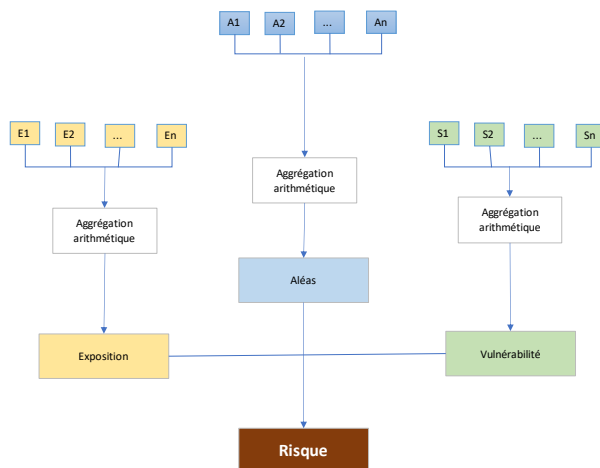 A1
A2
...
An
E1
E2
...
En
S1
S2
...
Sn
Aggrégation
arithmétique
Aggrégation
arithmétique
Aggrégation
arithmétique
Aléas
Exposition
Vulnérabilité
Risque